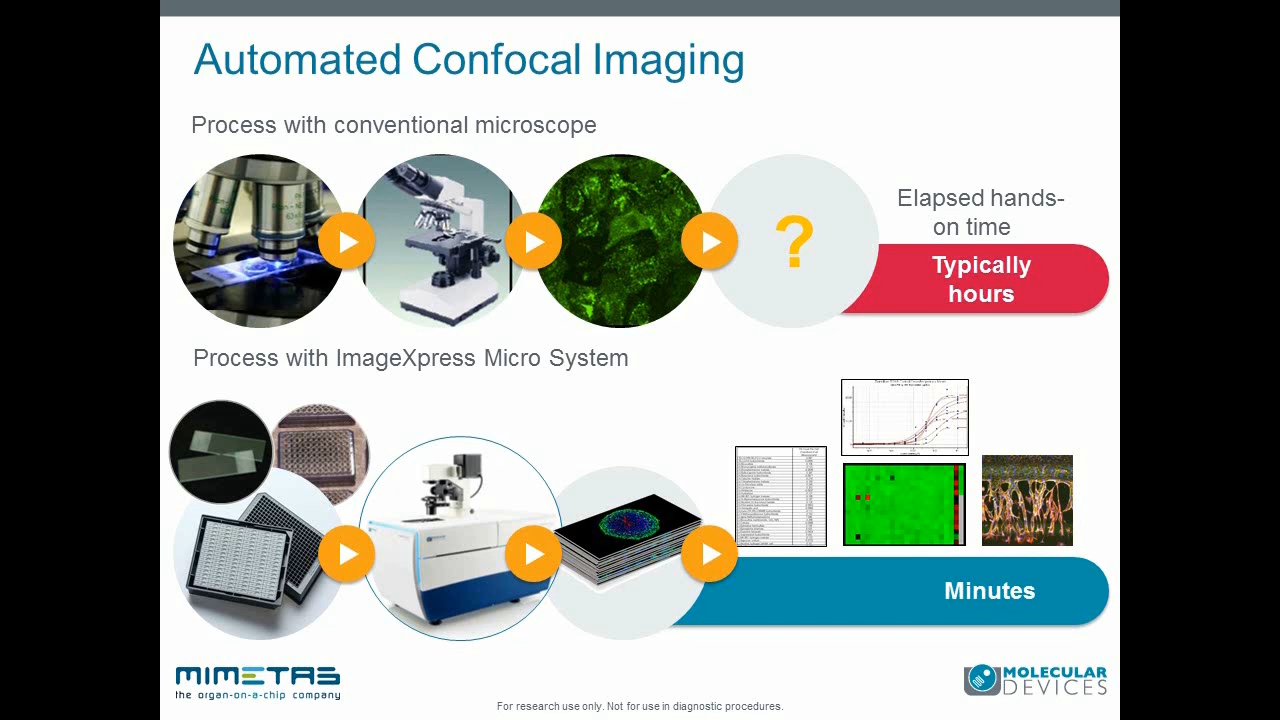 Automated Confocal Imaging
Process with conventional microscope
Elapsed hands-
on time
?
Typically
hours
Process with ImageXpress Micro System
Minutes
MIMETAS
the organ-on-a-chip company
MOLECULAR
DEVICES
For research use only. Not for use in diagnostic procedures.